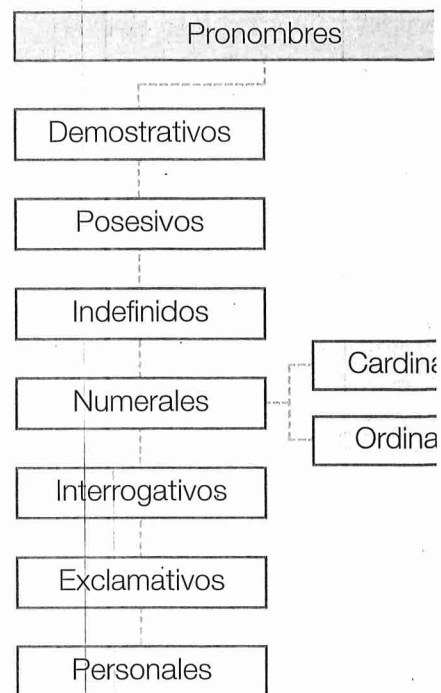 Pronombres
Demostrativos
Posesivos
Indefinidos
Numerales
Cardina
Ordina
Interrogativos
Exclamativos
Personales